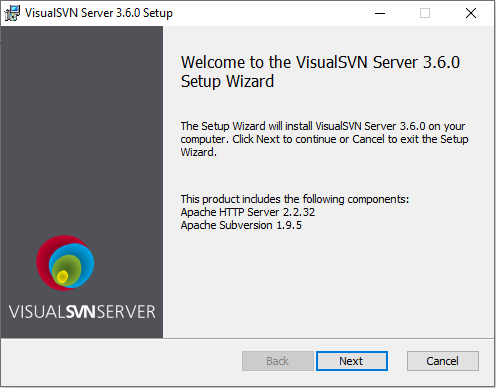 VisualSVN Server 3.6.0 Setup
Welcome to the VisualSVN Server 3.6.0
Setup Wizard
The Setup Wizard will install VisualSVN Server 3.6.0 on your
computer. Click Next to continue or Cancel to exit the Setup
Wizard.
This product includes the following components:
Apache HTTP Server 2.2.32
Apache Subversion 1.9.5
VISUALSVNSERVER
Back
Next
Cancel